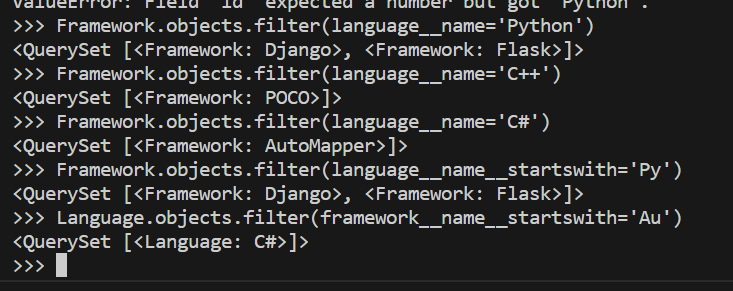 ValueError: Field 'id' expected a number but got 'Python'.
>>> Framework.objects.filter(language__name='Python')
<QuerySet [<Framework: Django>, <Framework: Flask>]>
>>> Framework.objects.filter(language__name='C++')
<QuerySet [<Framework: POCO>]>
>>> Framework.objects.filter(language__name='C#')
<QuerySet [<Framework: AutoMapper>]>
>>> Framework.objects.filter(language__name__startswith='Py')
<QuerySet [<Framework: Django>, <Framework: Flask>]>
>>> Language.objects.filter(framework__name__startswith='Au')
<QuerySet [<Language: C#>]>
>>>